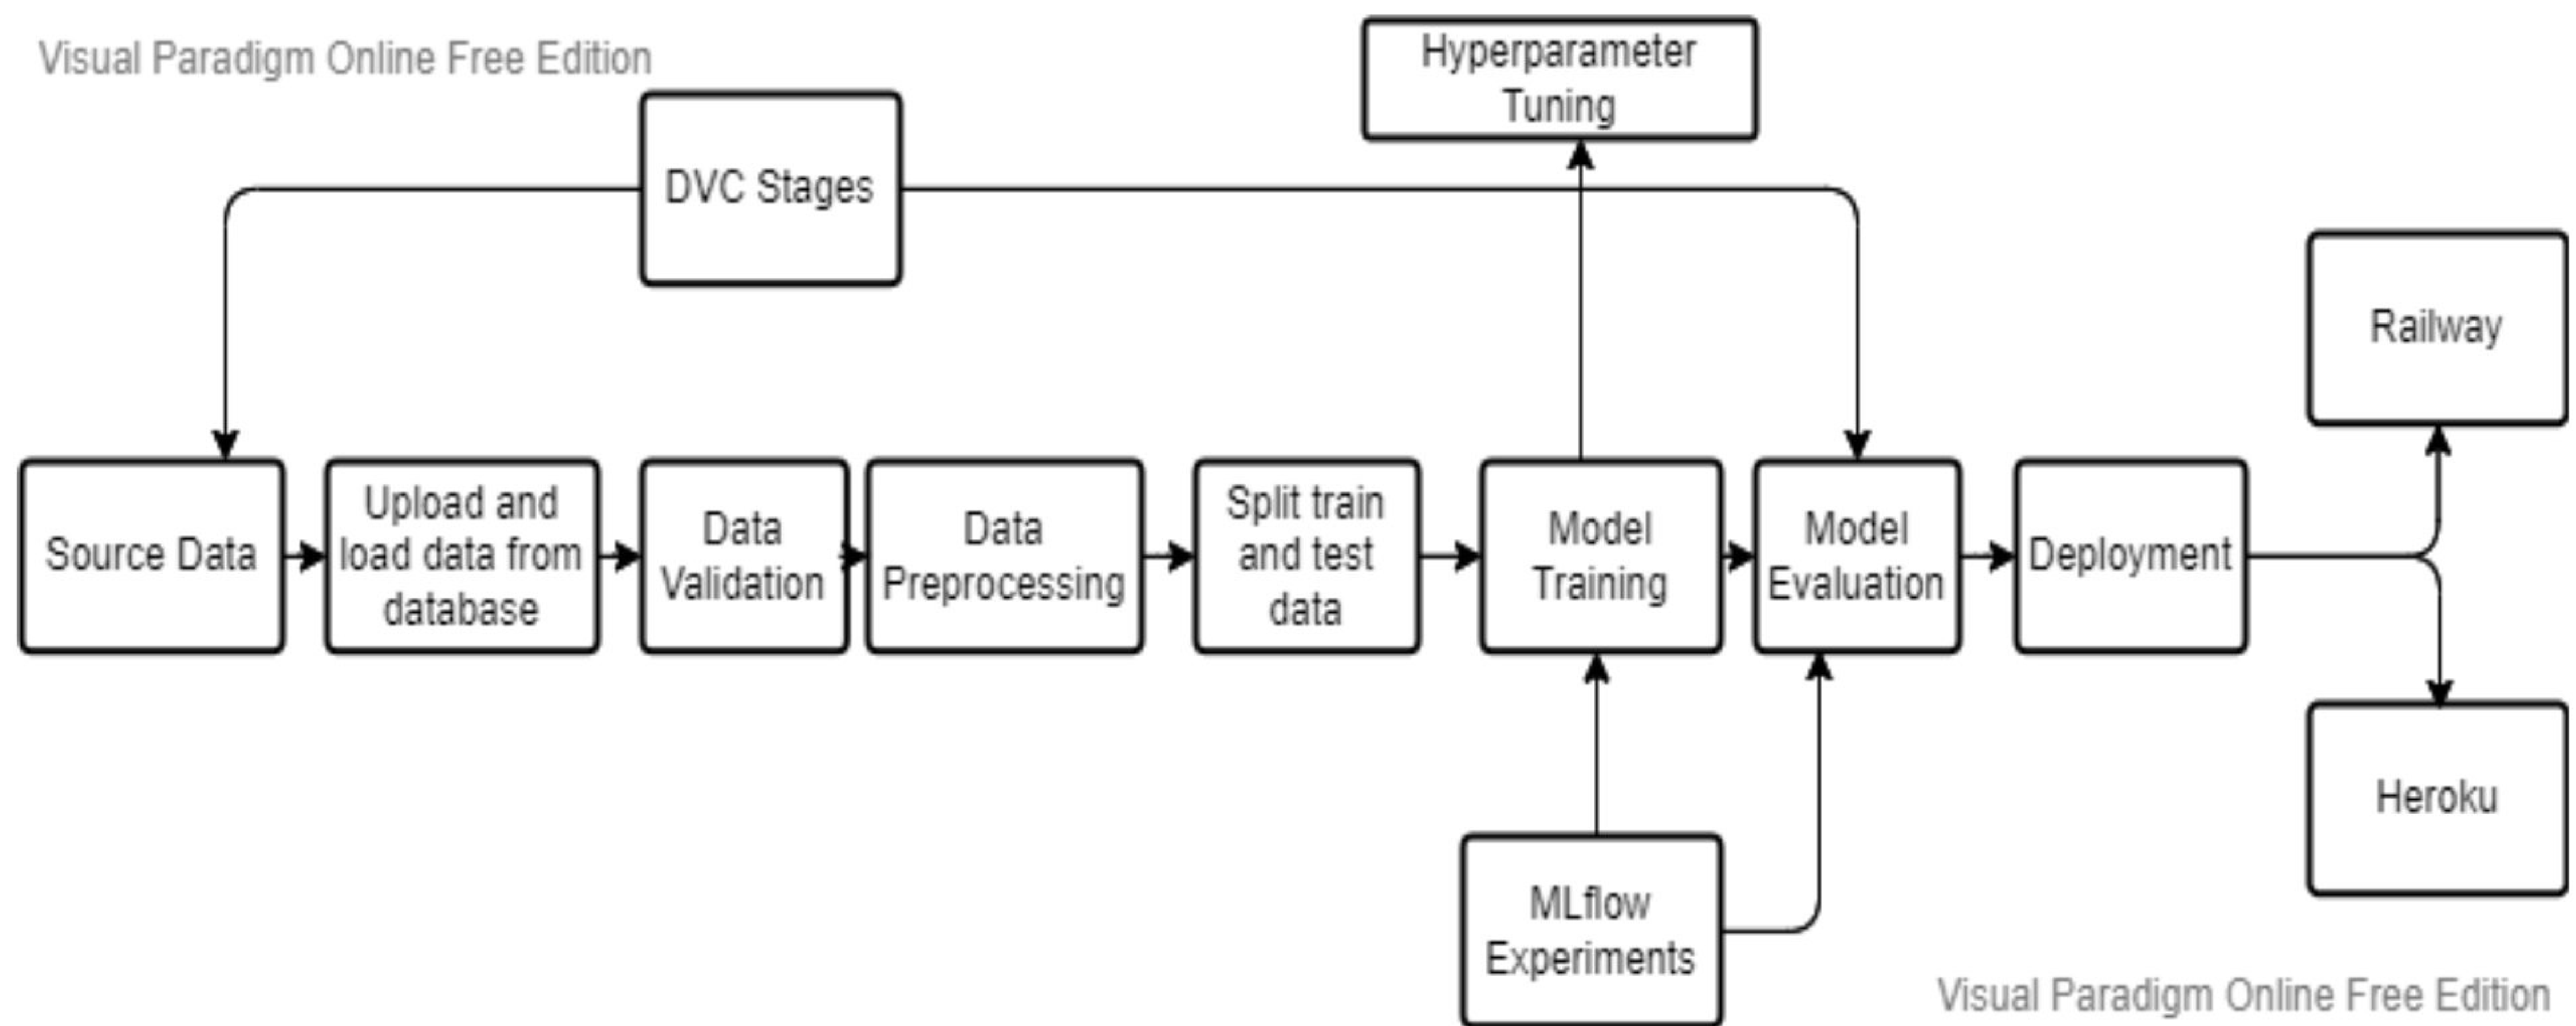 Visual Paradigm Online Free Edition
Hyperparameter
Tuning
DVC Stages
Railway
Source Data
Upload and
load data from
database
Data
Validation
Data
Preprocessing
Split train
and test
data
Model
Training
Model
Evaluation
Deployment
Heroku
MLflow
Experiments
Visual Paradigm Online Free Edition